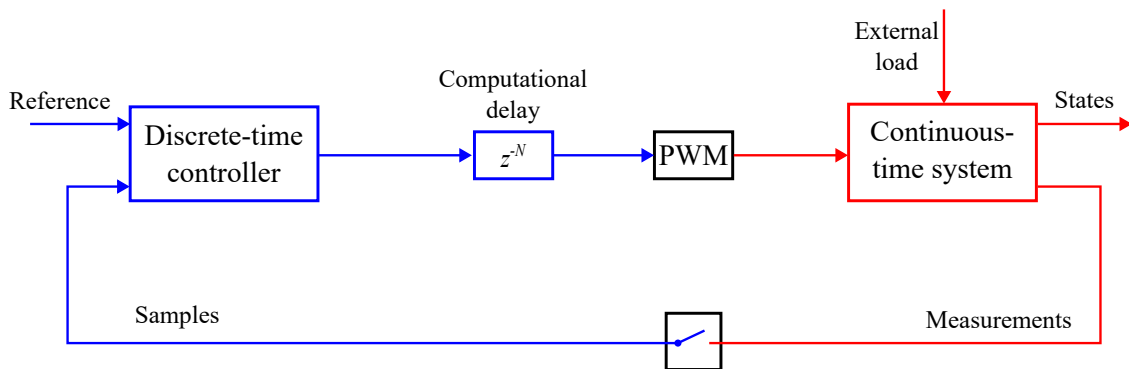 External
load
Computational
delay
Reference
States
Discrete-time
controller
z^-N
PWM
Continuous-
time system
Samples
Measurements